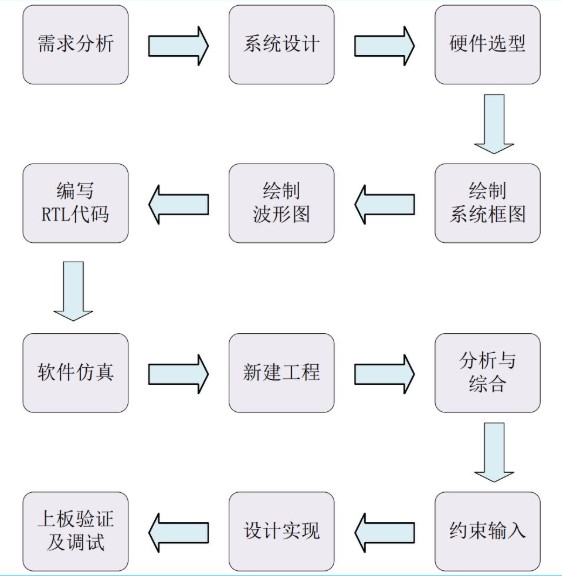 需求分析
系统设计
硬件选型
绘制
系统框图
绘制
波形图
编写
RTL代码
软件仿真
新建工程
分析与
综合
约束输入
设计实现
上板验证
及调试